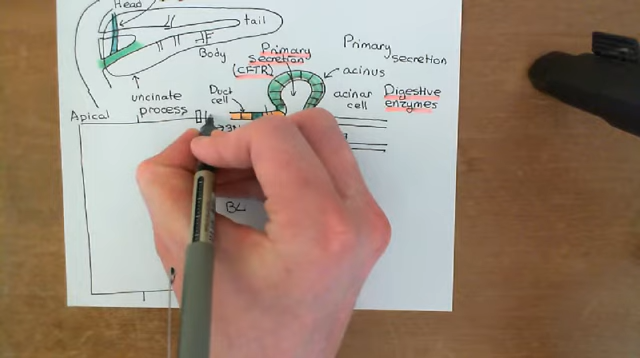 Head
tail
Body
uncinate
process
Primary
secretion
(CFTR)
Primary
secretion
acinus
Duct
cell
acinar
cell
Digestive
enzymes
Apical
BL